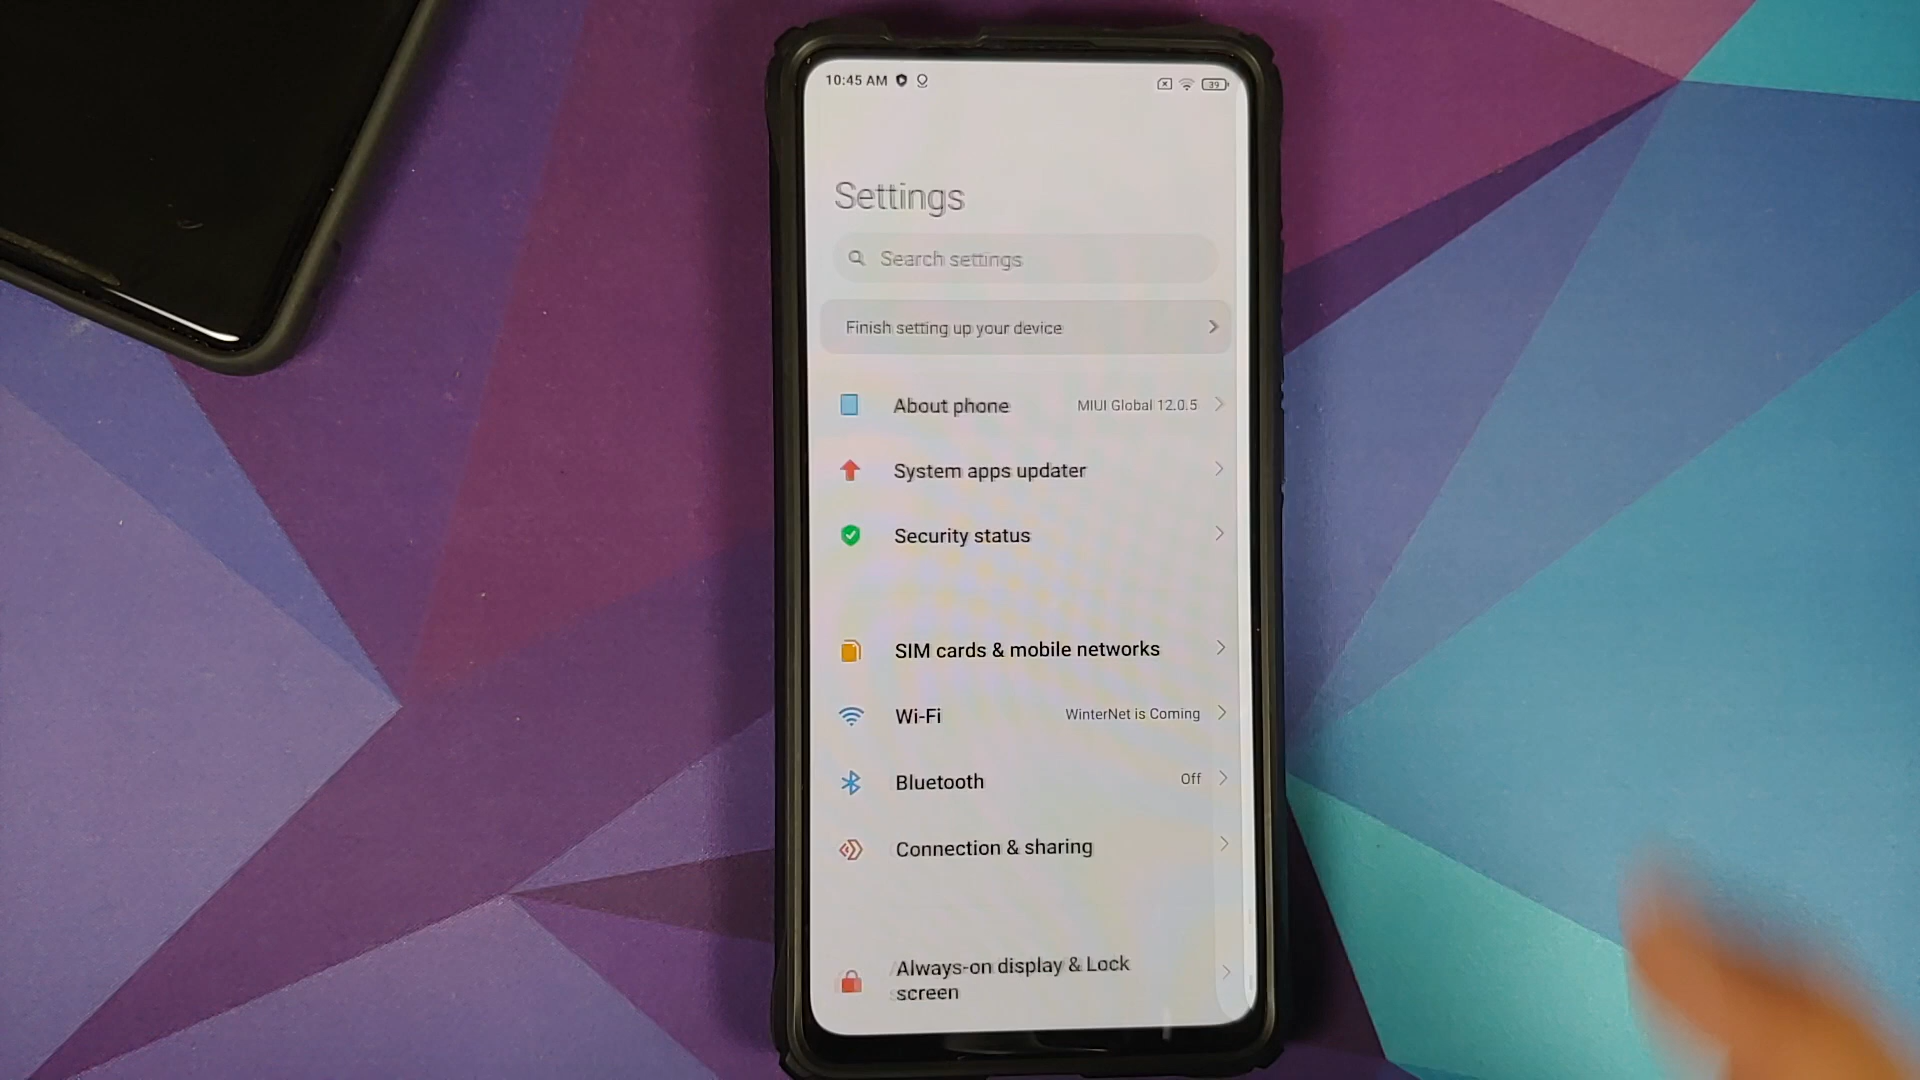 10:45 AM
39
Settings
Search settings
Finish setting up your device
About phone MIUI Global 12.0.5
System apps updater
Security status
SIM cards & mobile networks
Wi-Fi WinterNet is Coming
Bluetooth Off
Connection & sharing
Always-on display & Lock
screen